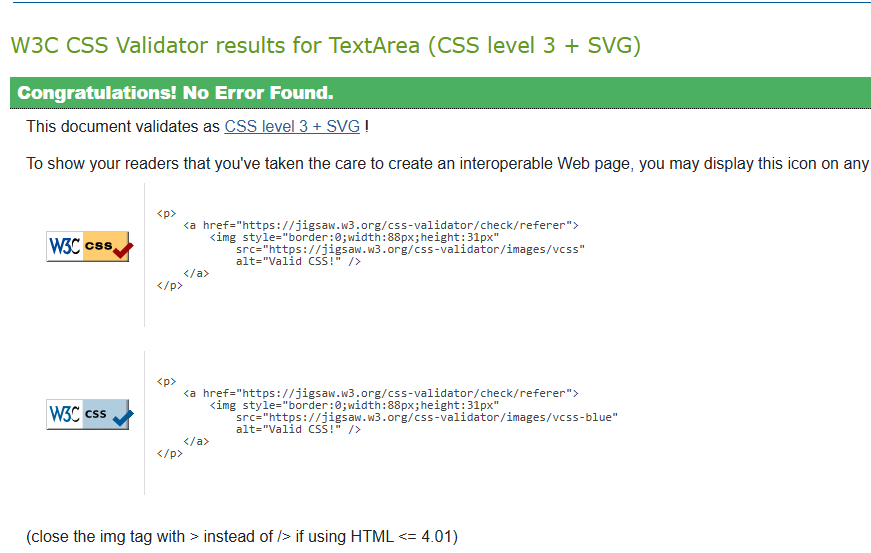 W3C CSS Validator results for TextArea (CSS level 3 + SVG)
Congratulations! No Error Found.
This document validates as CSS level 3 + SVG !
To show your readers that you've taken the care to create an interoperable Web page, you may display this icon on any
<p>
<a href="https://jigsaw.w3.org/css-validator/check/referer">
<img style="border:0;width:88px;height:31px"
W3C css
src="https://jigsaw.w3.org/css-validator/images/vcss"
alt="Valid CSS!" />
</a>
</p>
<p>
<a href="https://jigsaw.w3.org/css-validator/check/referer">
<img style="border:0;width:88px;height:31px"
W3C css
src="https://jigsaw.w3.org/css-validator/images/vcss-blue"
alt="Valid CSS!" />
</a>
</p>
(close the img tag with > instead of /> if using HTML <= 4.01)